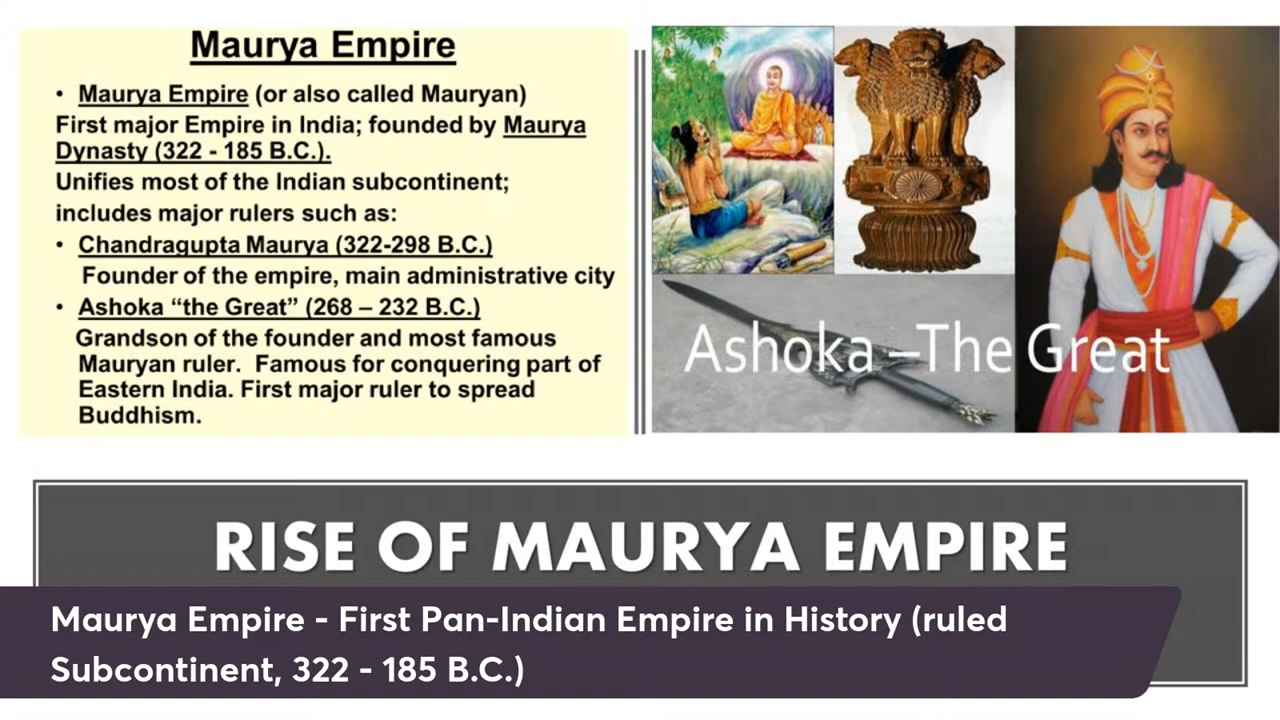 Maurya Empire
• Maurya Empire (or also called Mauryan)
First major Empire in India; founded by Maurya
Dynasty (322 - 185 B.C.).
Unifies most of the Indian subcontinent;
includes major rulers such as:
• Chandragupta Maurya (322-298 B.C.)
Founder of the empire, main administrative city
• Ashoka “the Great” (268 – 232 B.C.)
Grandson of the founder and most famous
Mauryan ruler. Famous for conquering part of
Eastern India. First major ruler to spread
Buddhism.
Ashoka –The Great
RISE OF MAURYA EMPIRE
Maurya Empire - First Pan-Indian Empire in History (ruled
Subcontinent, 322 - 185 B.C.)